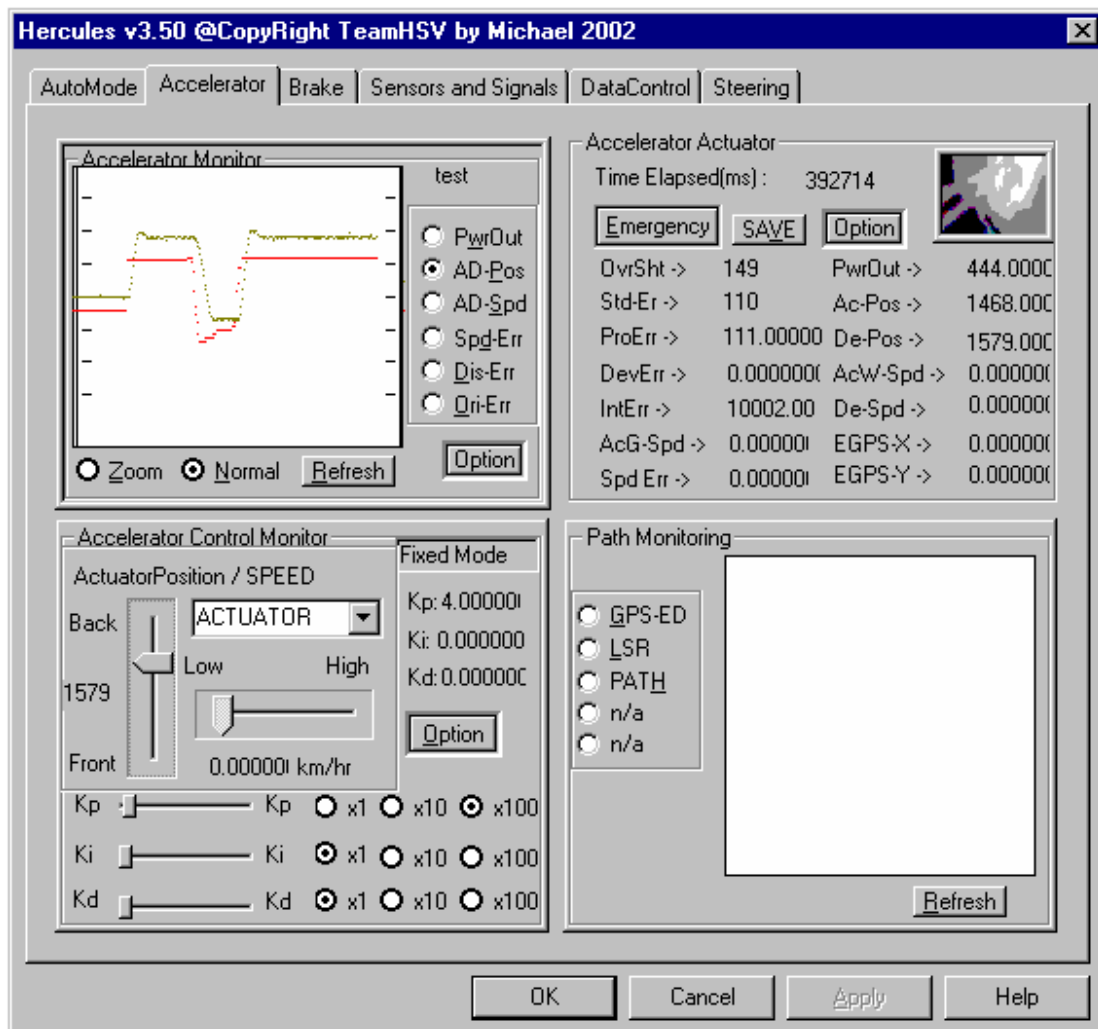 Hercules v3.50 @CopyRight TeamHSV by Michael 2002
AutoMode Accelerator Brake Sensors and Signals DataControl Steering
Accelerator Monitor
test
PwrOut
AD-Pos
AD-Spd
Spd-Err
Dis-Err
Ori-Err
Zoom Normal Refresh Option
Accelerator Actuator
Time Elapsed(ms) : 392714
Emergency SAVE Option
OvrSht -> 149 PwrOut -> 444.000
Std-Er -> 110 Ac-Pos -> 1468.000
ProErr -> 111.00000 De-Pos -> 1579.000
DevErr -> 0.000000 AcW-Spd -> 0.00000
IntErr -> 10002.00 De-Spd -> 0.00000
AcG-Spd -> 0.00000 EGPS-X -> 0.00000
Spd Err -> 0.00000 EGPS-Y -> 0.00000
Accelerator Control Monitor
ActuatorPosition / SPEED
Back
ACTUATOR
Low High
1579
Front
0.00000 km/hr
Fixed Mode
Kp: 4.00000
Ki: 0.000000
Kd: 0.000000
Option
Kp Kp x1 x10 x100
Ki Ki x1 x10 x100
Kd Kd x1 x10 x100
Path Monitoring
GPS-ED
LSR
PATH
n/a
n/a
Refresh
OK Cancel Apply Help